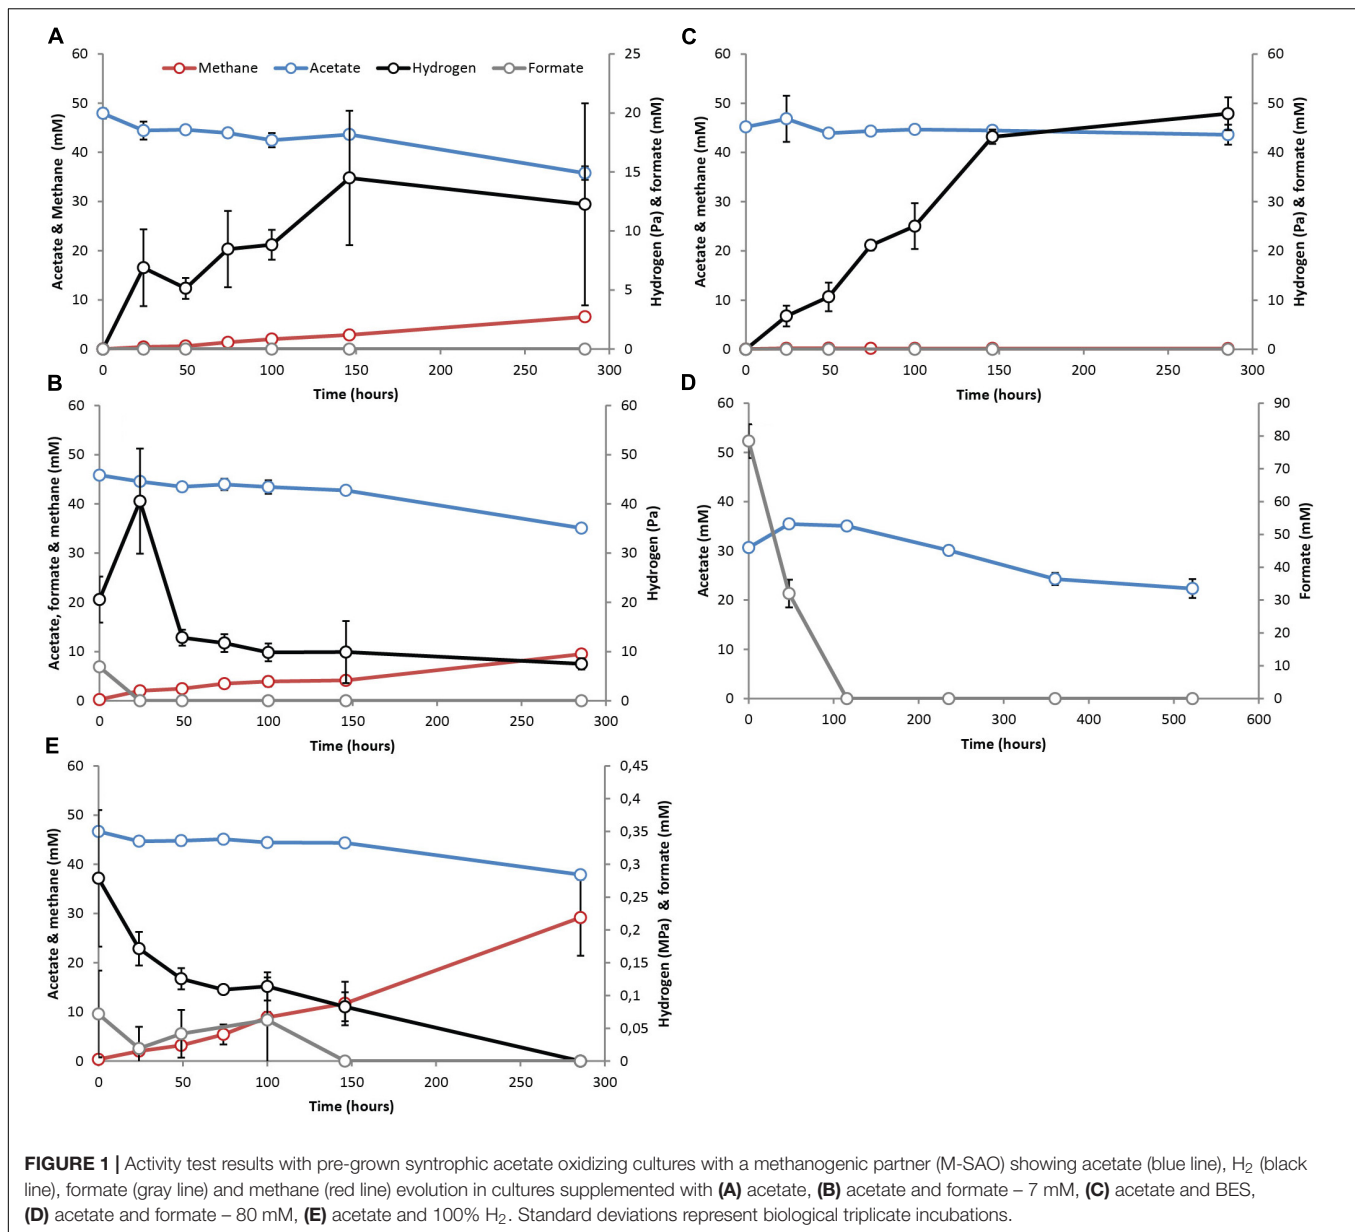 A
60
50
40
30
20
10
0
Acetate & Methane (mM)
Methane
Acetate
Hydrogen
Formate
25
20
15
10
5
0
Hydrogen (Pa) & formate (mM)
0 50 100 150 200 250 300
Time (hours)
C
60
50
40
30
20
10
0
Acetate & methane (mM)
60
50
40
30
20
10
0
Hydrogen (Pa) & formate (mM)
0 50 100 150 200 250 300
Time (hours)
B
60
50
40
30
20
10
0
Acetate, formate & methane (mM)
60
50
40
30
20
10
0
Hydrogen (Pa)
0 50 100 150 200 250 300
Time (hours)
D
60
50
40
30
20
10
0
Acetate (mM)
90
80
70
60
50
40
30
20
10
0
Formate (mM)
0 100 200 300 400 500 600
Time (hours)
E
60
50
40
30
20
10
0
Acetate & methane (mM)
0,45
0,4
0,35
0,3
0,25
0,2
0,15
0,1
0,05
0
Hydrogen (MPa) & formate (mM)
0 50 100 150 200 250 300
Time (hours)
FIGURE 1 | Activity test results with pre-grown syntrophic acetate oxidizing cultures with a methanogenic partner (M-SAO) showing acetate (blue line), H2 (black
line), formate (gray line) and methane (red line) evolution in cultures supplemented with (A) acetate, (B) acetate and formate – 7 mM, (C) acetate and BES,
(D) acetate and formate – 80 mM, (E) acetate and 100% H2. Standard deviations represent biological triplicate incubations.